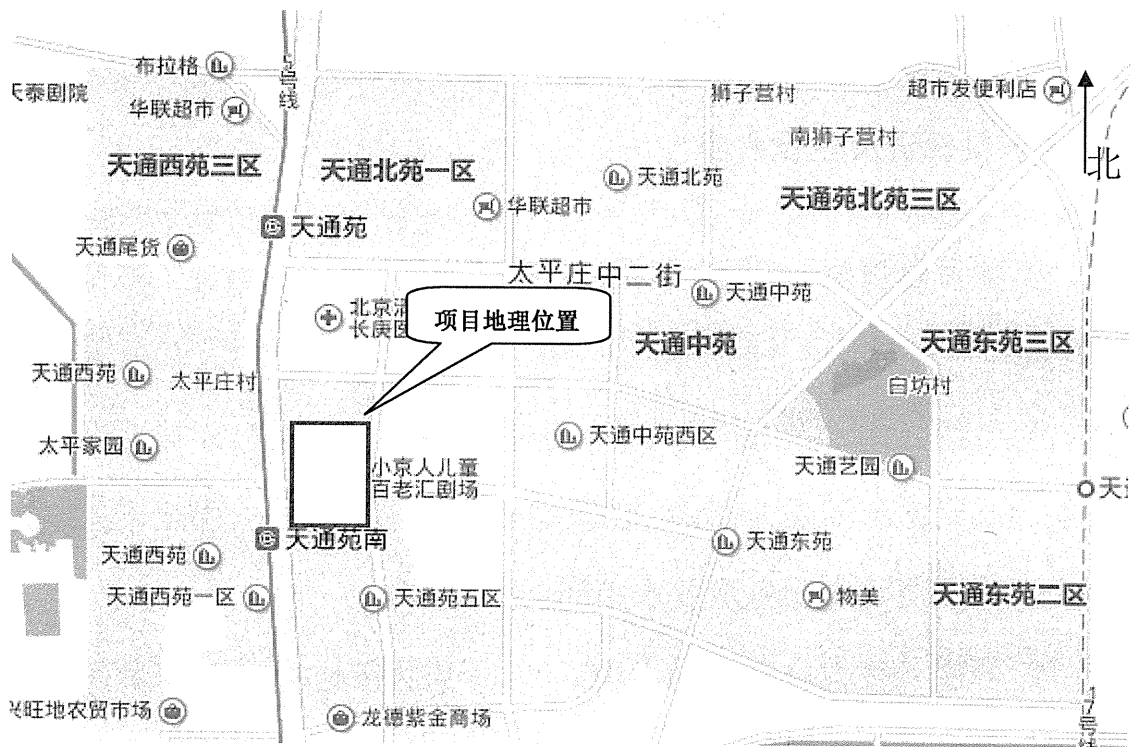 布拉格
5号线
天泰剧院
华联超市
狮子营村
超市发便利店
南狮子营村
天通西苑三区
天通北苑一区
天通北苑
北
华联超市
天通苑北苑三区
天通苑
天通尾货
太平庄中二街
天通中苑
北京清
长庚医
项目地理位置
天通中苑
天通东苑三区
天通西苑
太平庄村
白坊村
太平家园
天通中苑西区
小京人儿童
百老汇剧场
天通艺园
天通苑南
天通西苑
天通东苑
天通西苑一区
天通苑五区
物美
天通东苑二区
兴旺地农贸市场
龙德紫金商场
17号线